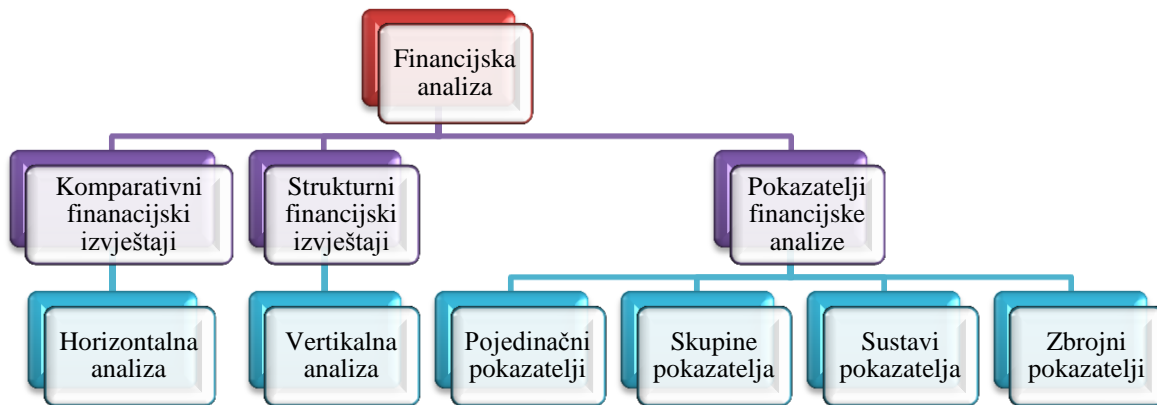 Financijska
analiza
Komparativni
finanacijski
izvještaji
Strukturni
financijski
izvještaji
Pokazatelji
financijske
analize
Horizontalna
analiza
Vertikalna
analiza
Pojedinačni
pokazatelji
Skupine
pokazatelja
Sustavi
pokazatelja
Zbrojni
pokazatelji